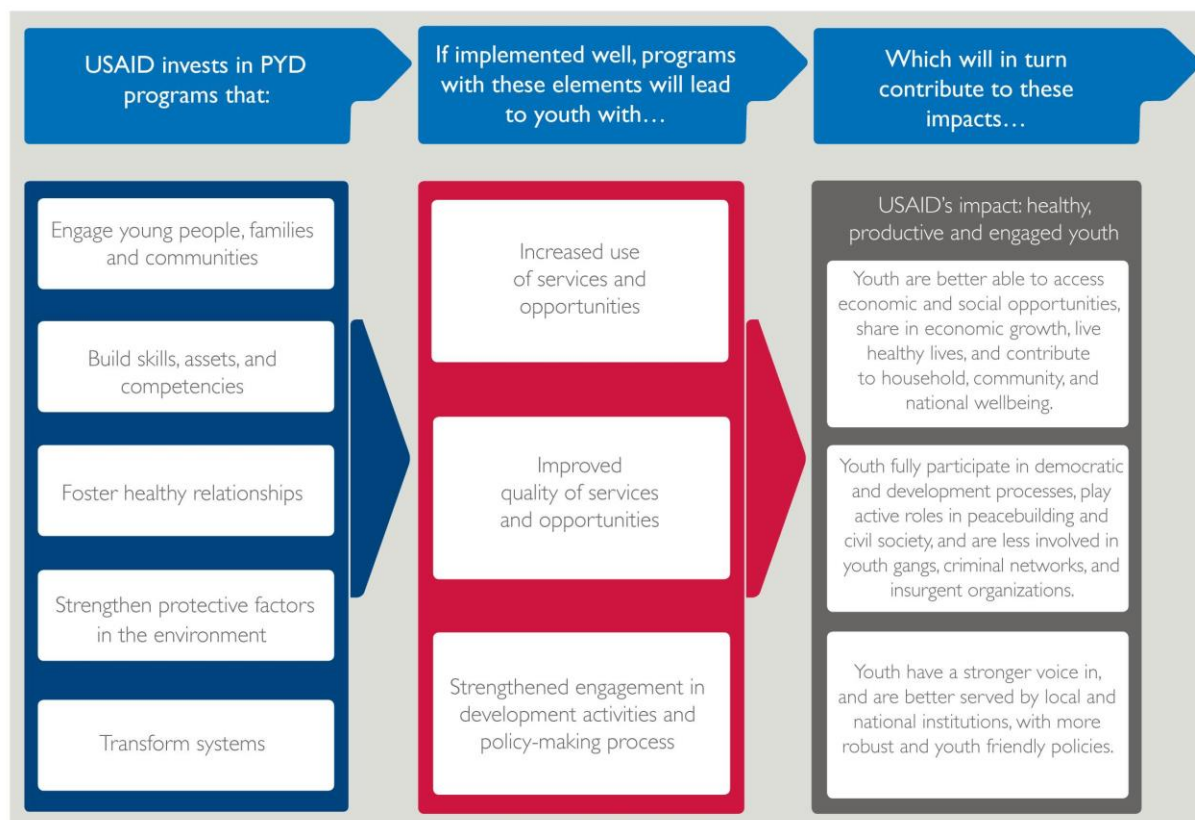 USAID invests in PYD
programs that:
If implemented well, programs
with these elements will lead
to youth with…
Which will in turn
contribute to these
impacts…
Engage young people, families
and communities
Build skills, assets, and
competencies
Foster healthy relationships
Strengthen protective factors
in the environment
Transform systems
Increased use
of services and
opportunities
Improved
quality of services
and opportunities
Strengthened engagement in
development activities and
policy-making process
USAID’s impact: healthy,
productive and engaged youth
Youth are better able to access
economic and social opportunities,
share in economic growth, live
healthy lives, and contribute
to household, community, and
national wellbeing.
Youth fully participate in democratic
and development processes, play
active roles in peacebuilding and
civil society, and are less involved in
youth gangs, criminal networks, and
insurgent organizations.
Youth have a stronger voice in,
and are better served by local and
national institutions, with more
robust and youth friendly policies.